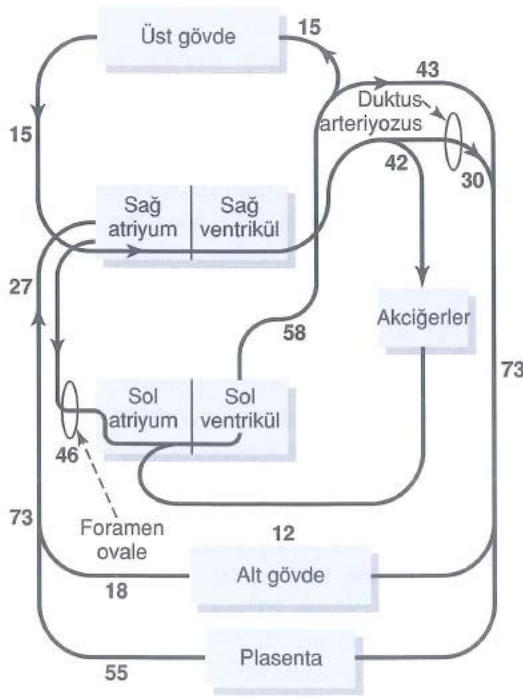 Üst gövde
15
43
Duktus
arteriyozus
15
42
30
Sağ
atriyum
Sağ
ventrikül
27
58
Akciğerler
73
Sol
atriyum
Sol
ventrikül
46
73
Foramen
ovale
12
Alt gövde
18
Plasenta
55